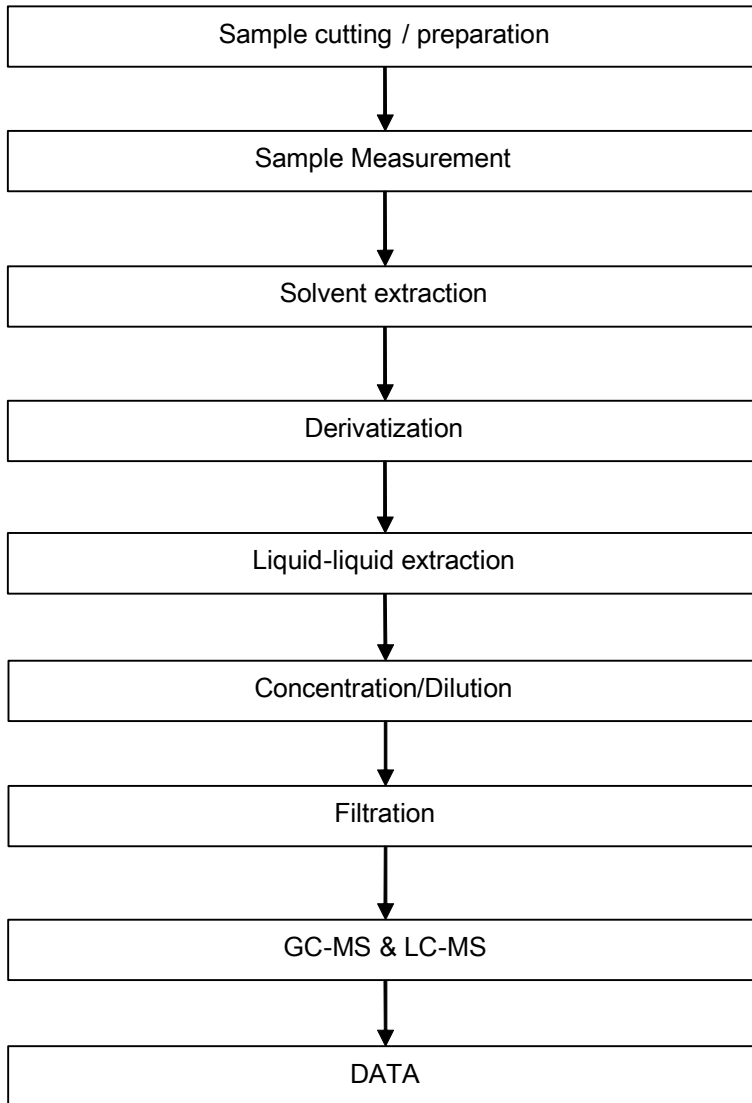 Sample cutting / preparation
Sample Measurement
Solvent extraction
Derivatization
Liquid-liquid extraction
Concentration/Dilution
Filtration
GC-MS & LC-MS
DATA